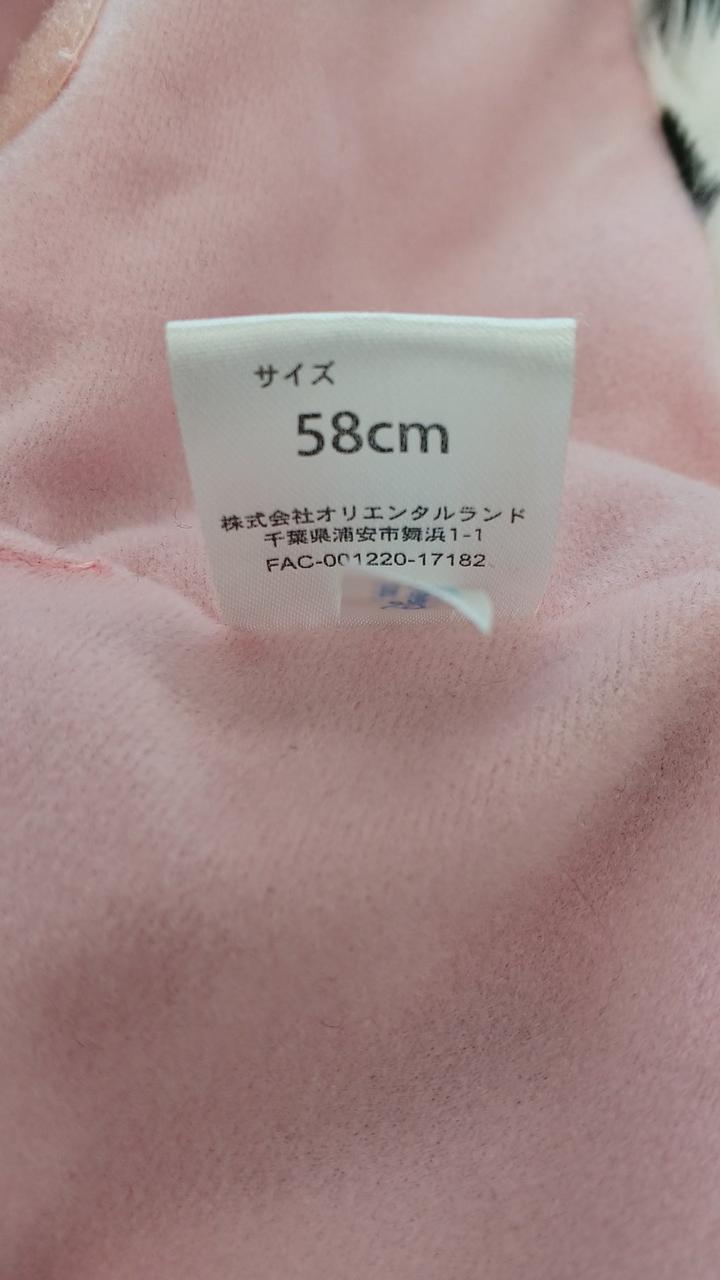 サイズ
58cm
株式会社オリエンタルランド
千葉県浦安市舞浜1-1
FAC-001220-17182